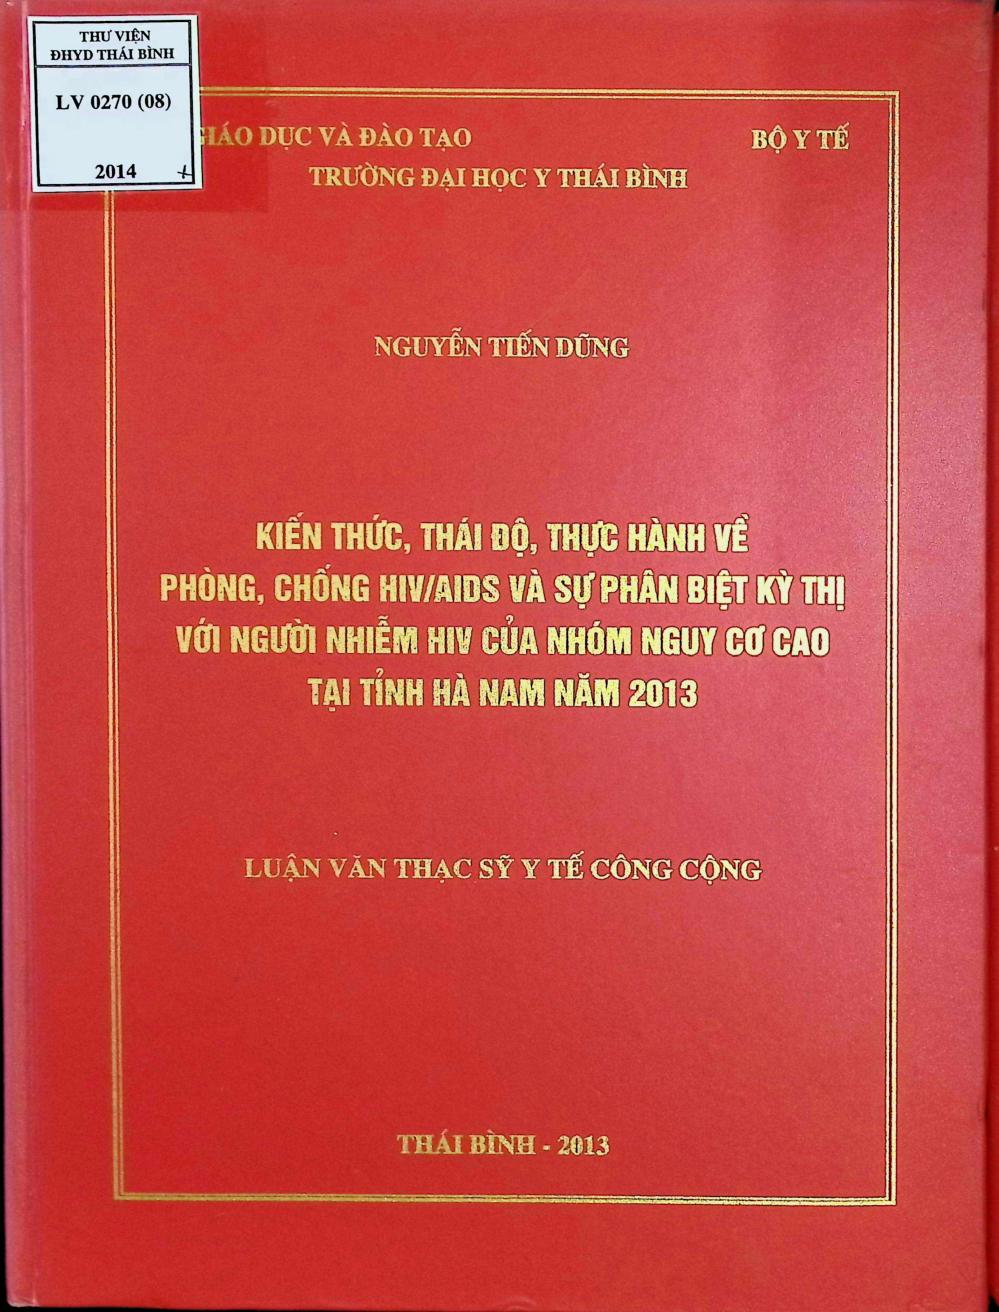 THƯ VIỆN
ĐHYD THÁI BÌNH
LV 0270 (08)
2014
GIÁO DỤC VÀ ĐÀO TẠO BỘ Y TẾ
TRƯỜNG ĐẠI HỌC Y THÁI BÌNH
NGUYỄN TIẾN DŨNG
KIẾN THỨC, THÁI ĐỘ, THỰC HÀNH VỀ
PHÒNG, CHỐNG HIV/AIDS VÀ SỰ PHÂN BIỆT KỲ THỊ
VỚI NGƯỜI NHIỄM HIV CỦA NHÓM NGUY CƠ CAO
TẠI TỈNH HÀ NAM NĂM 2013
LUẬN VĂN THẠC SỸ Y TẾ CÔNG CỘNG
THÁI BÌNH - 2013